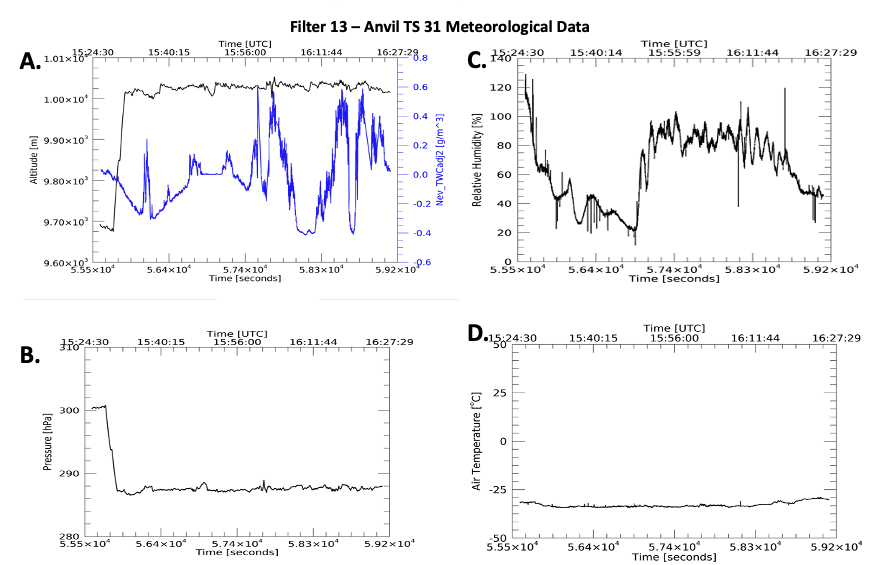 Filter 13 – Anvil TS 31 Meteorological Data
A.
Time [UTC]
15:24:30 15:40:15 15:56:00 16:11:44 16:27:29
1.01×10⁴
1.00×10⁴
9.90×10³
9.80×10³
9.70×10³
9.60×10³
Altitude [m]
0.8
0.6
0.4
0.2
0.0
-0.2
-0.4
-0.6
Nev_TWCadj2 [g/m^3]
5.55×10⁴ 5.64×10⁴ 5.74×10⁴ 5.83×10⁴ 5.92×10⁴
Time [seconds]
C.
Time [UTC]
15:24:30 15:40:14 15:55:59 16:11:44 16:27:29
140
120
100
80
60
40
20
0
Relative Humidity [%]
5.55×10⁴ 5.64×10⁴ 5.74×10⁴ 5.83×10⁴ 5.92×10⁴
Time [seconds]
B.
Time [UTC]
15:24:30 15:40:15 15:56:00 16:11:44 16:27:29
310
300
290
280
Pressure [hPa]
5.55×10⁴ 5.64×10⁴ 5.74×10⁴ 5.83×10⁴ 5.92×10⁴
Time [seconds]
D.
Time [UTC]
15:24:30 15:40:15 15:56:00 16:11:44 16:27:29
50
25
0
-25
-50
Air Temperature [°C]
5.55×10⁴ 5.64×10⁴ 5.74×10⁴ 5.83×10⁴ 5.92×10⁴
Time [seconds]